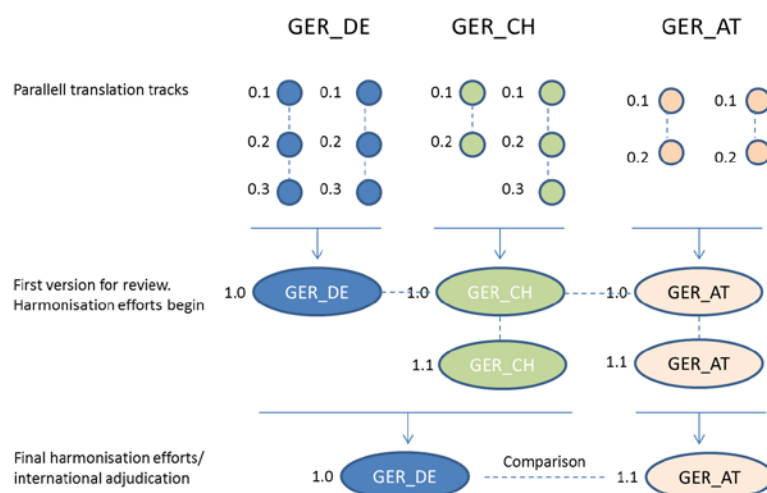 GER_DE GER_CH GER_AT
Parallell translation tracks
0.1 0.1 0.1 0.1 0.1 0.1
0.2 0.2 0.2 0.2 0.2 0.2
0.3 0.3 0.3
First version for review.
Harmonisation efforts begin
1.0 GER_DE 1.0 GER_CH 1.0 GER_AT
1.1 GER_CH 1.1 GER_AT
Final harmonisation efforts/
international adjudication
1.0 GER_DE Comparison 1.1 GER_AT